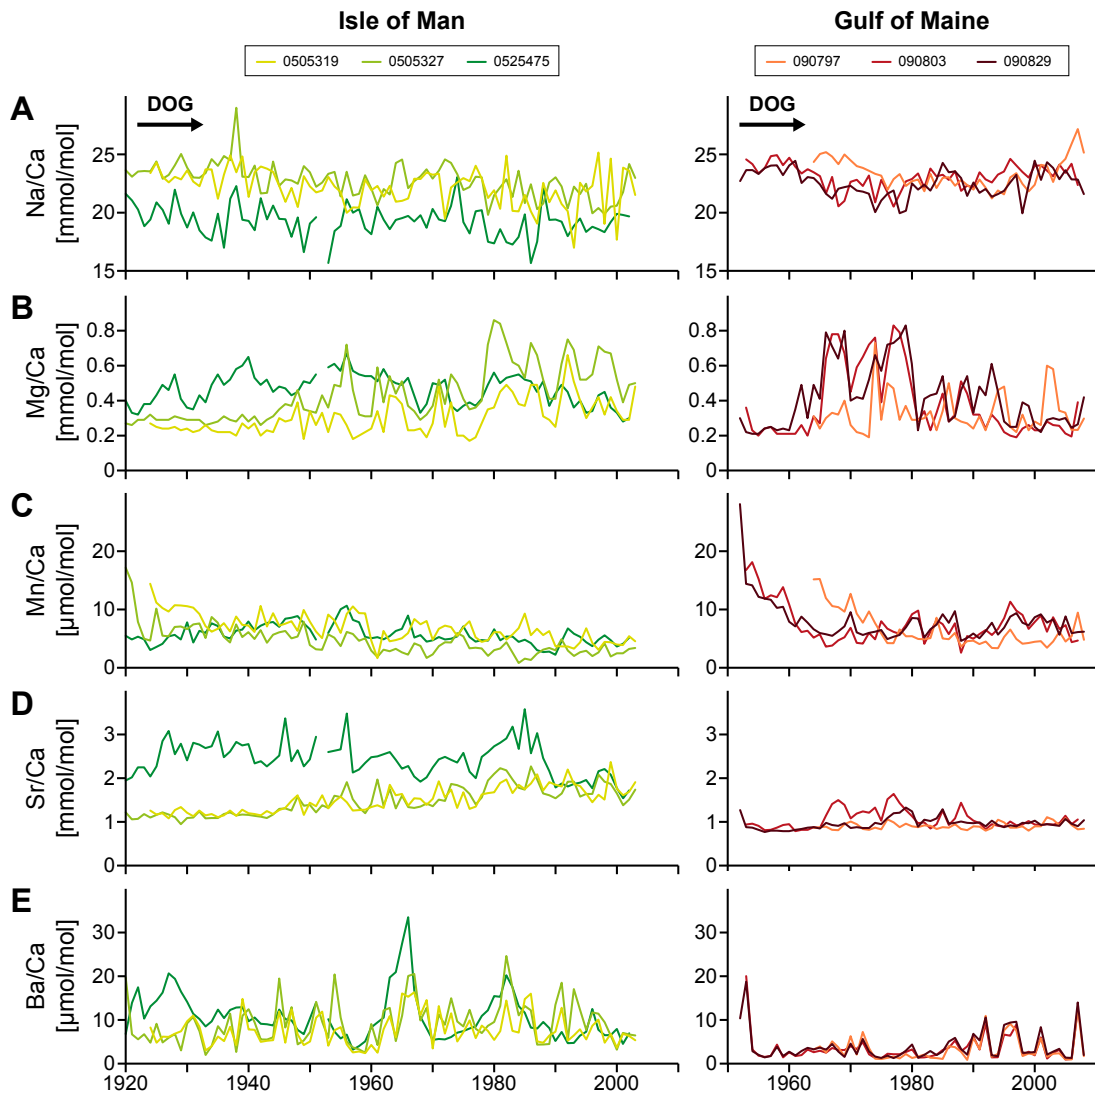 Isle of Man
Gulf of Maine
0505319 0505327 0525475
090797 090803 090829
A
DOG
DOG
Na/Ca
[mmol/mol]
25
20
15
25
20
15
B
Mg/Ca
[mmol/mol]
0.8
0.6
0.4
0.2
0
0.8
0.6
0.4
0.2
0
C
Mn/Ca
[µmol/mol]
20
10
0
20
10
0
D
Sr/Ca
[mmol/mol]
3
2
1
0
3
2
1
0
E
Ba/Ca
[µmol/mol]
30
20
10
0
30
20
10
0
1920 1940 1960 1980 2000
1960 1980 2000